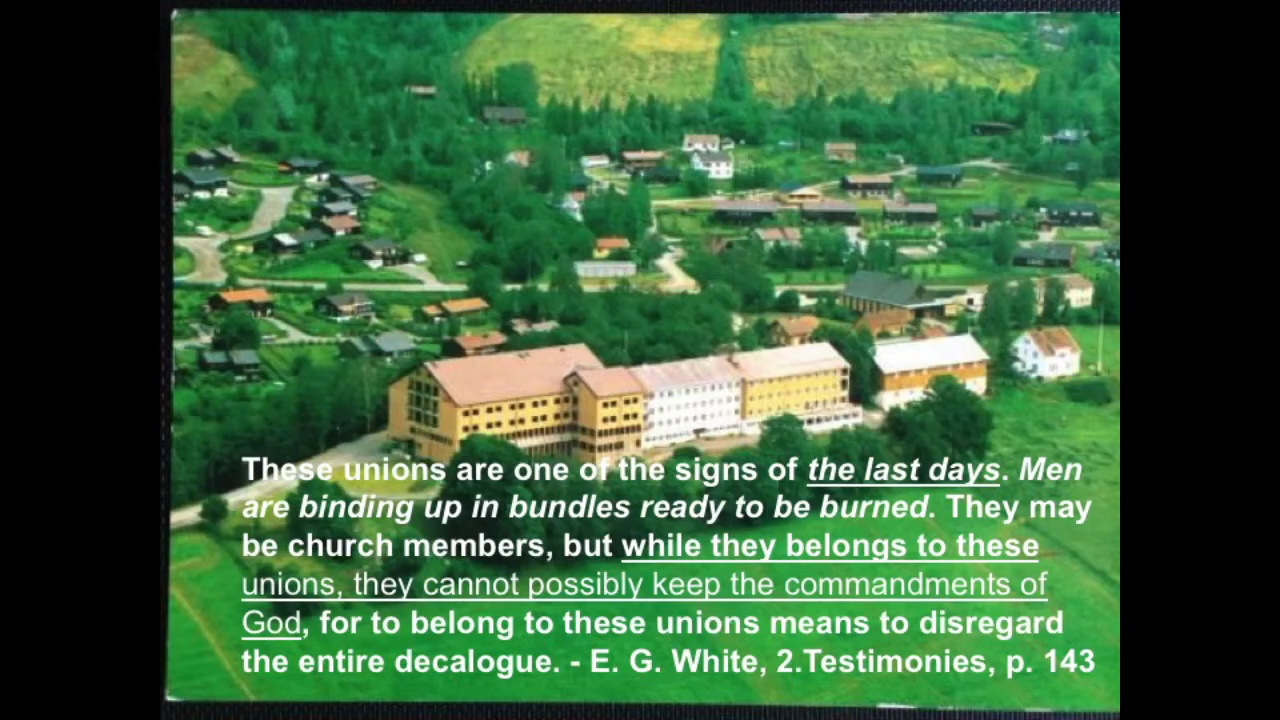 These unions are one of the signs of the last days. Men
are binding up in bundles ready to be burned. They may
be church members, but while they belongs to these
unions, they cannot possibly keep the commandments of
God, for to belong to these unions means to disregard
the entire decalogue. - E. G. White, 2.Testimonies, p. 143